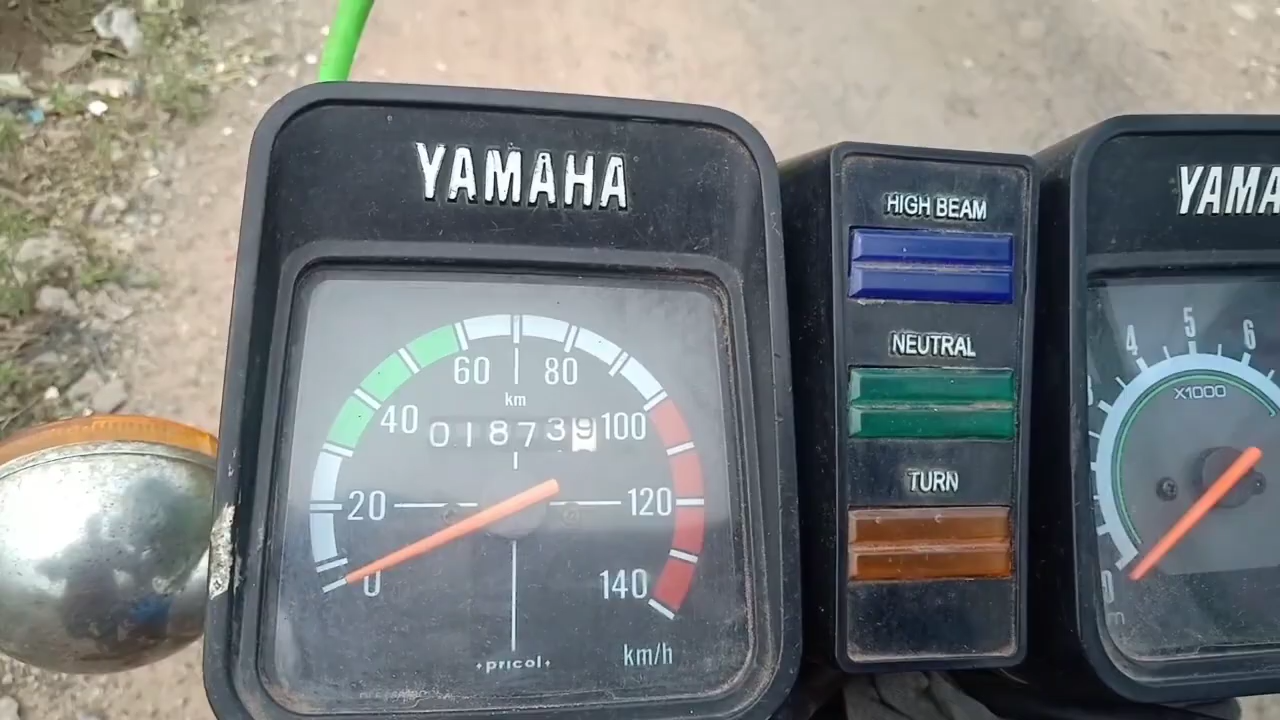 YAMAHA
60 80
km
40 018739 100
20 120
0 140
+pricol+ km/h
HIGH BEAM
NEUTRAL
TURN
YAMA
4 5 6
X1000